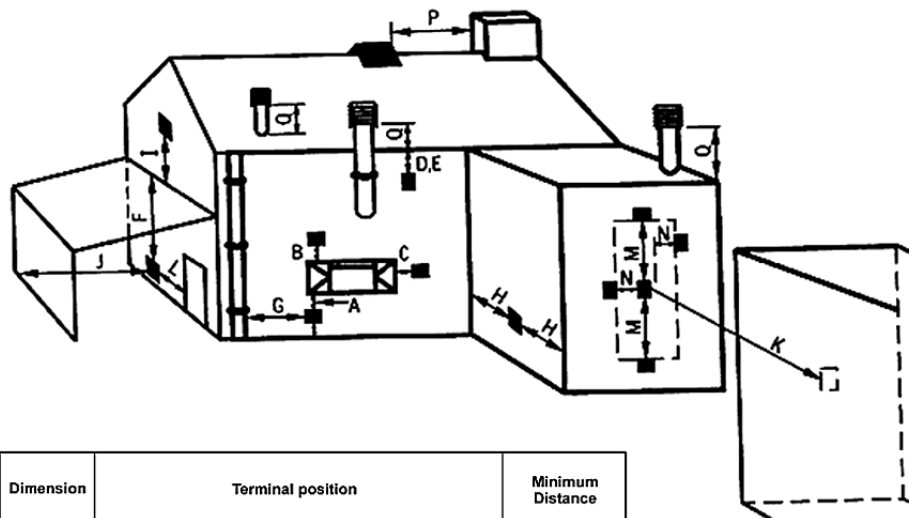 P
Q
Q
D,E
Q
I
F
B
C
N
M
J
L
G
A
H
N
H
M
K
Dimension Terminal position Minimum
Distance